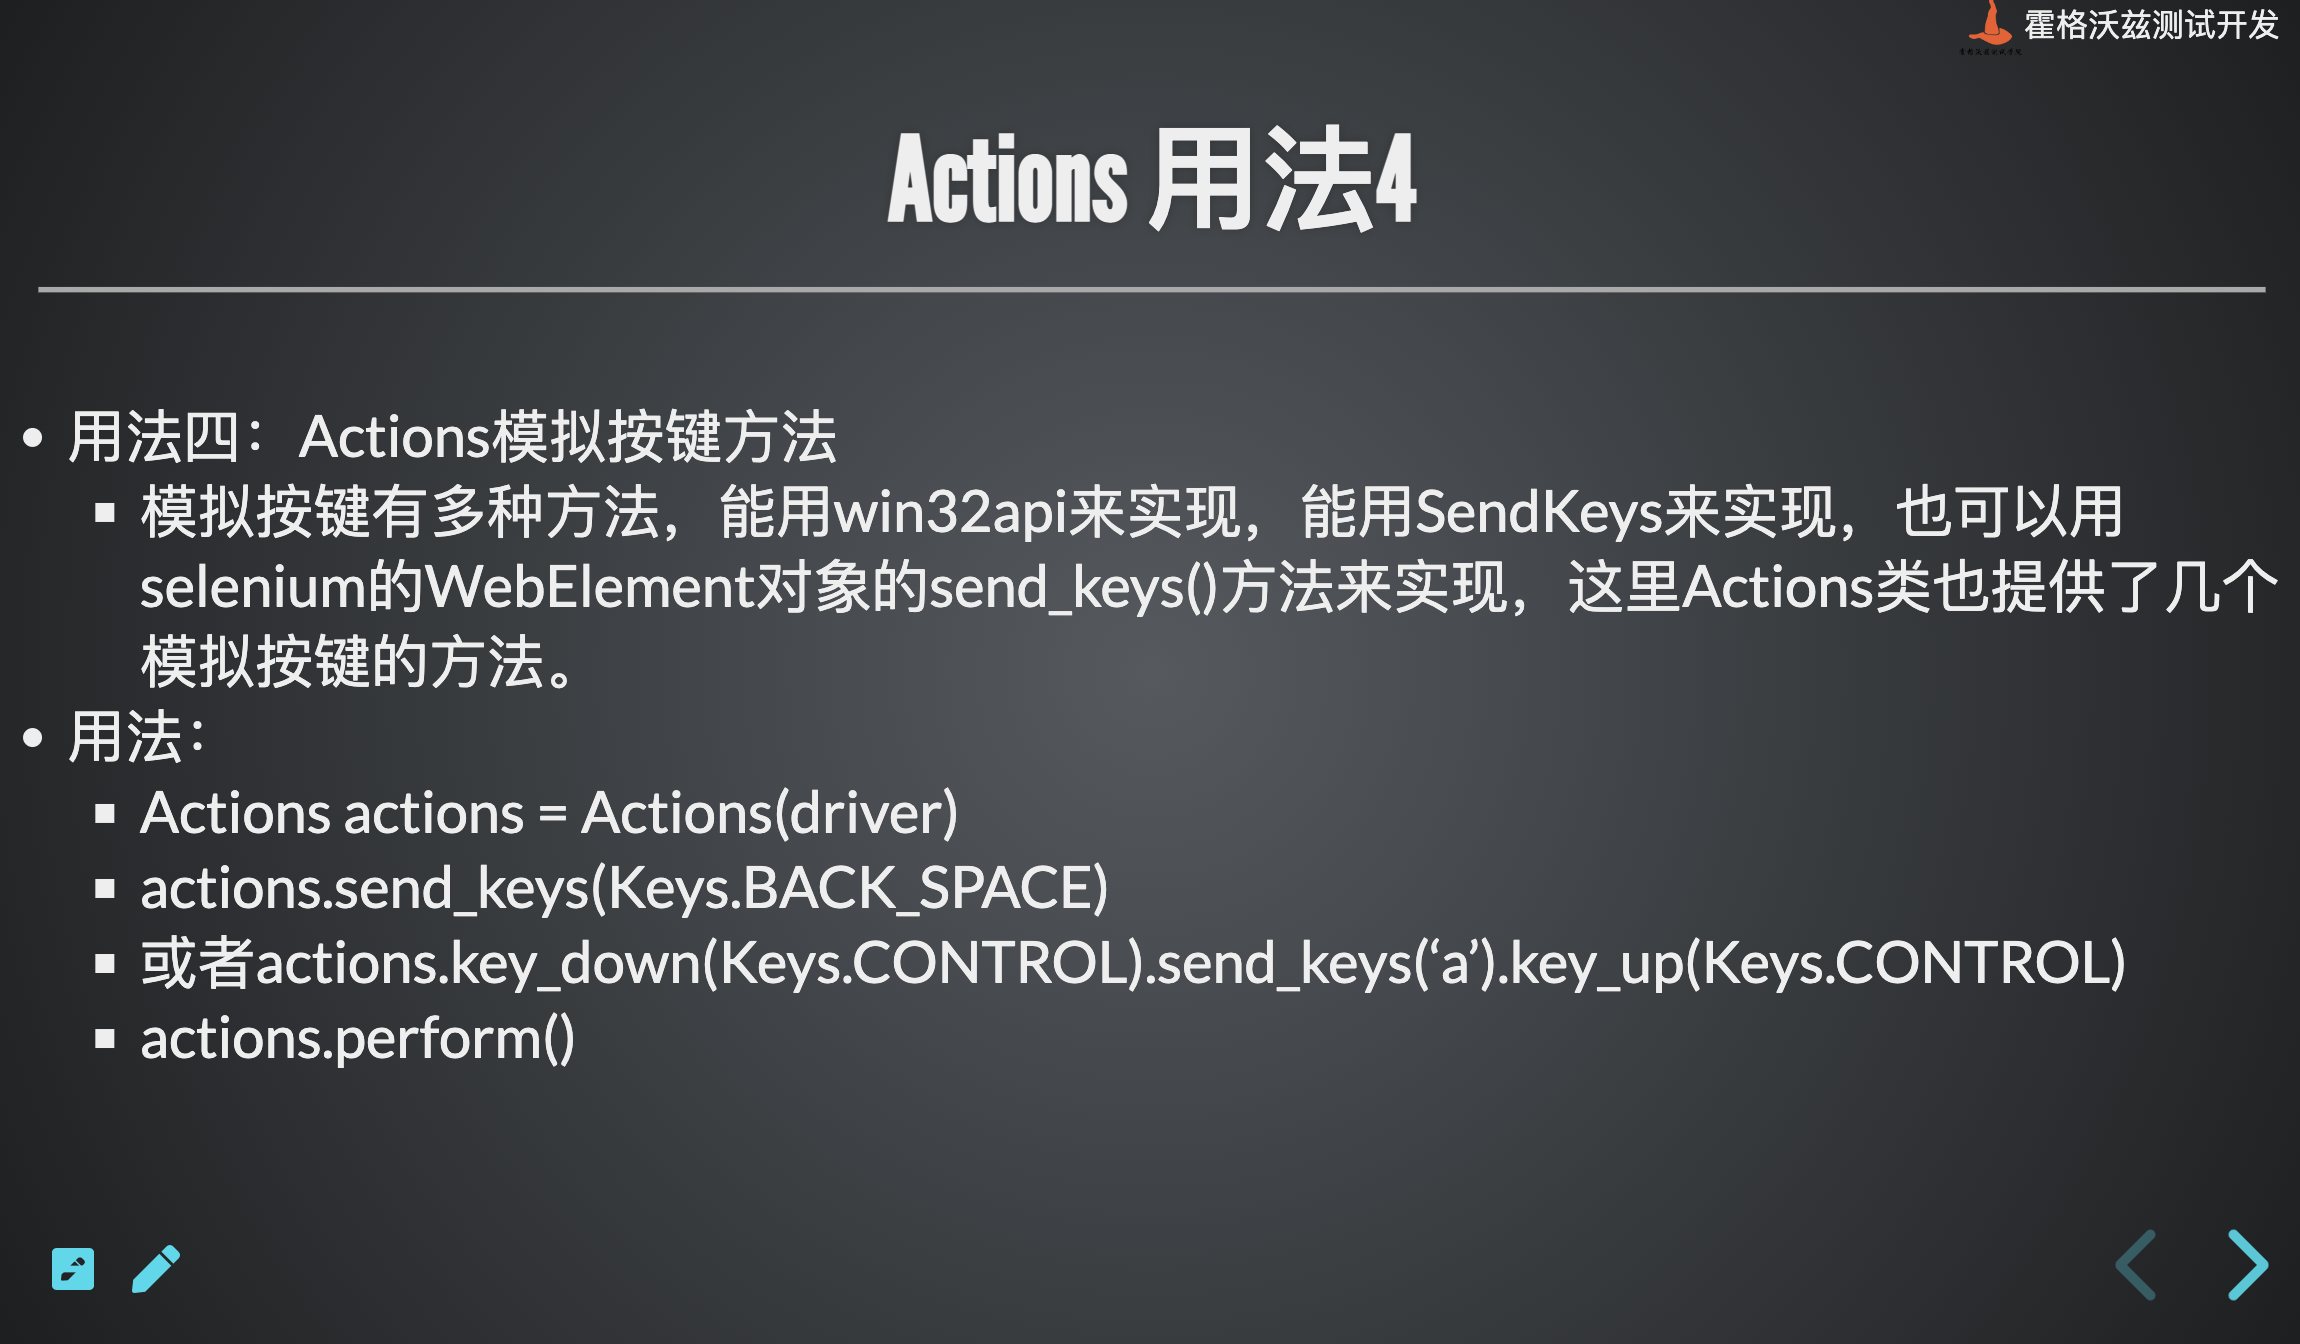 霍格沃兹测试开发
霍格沃兹测试学院
Actions 用法4
用法四：Actions模拟按键方法
模拟按键有多种方法，能用win32api来实现，能用SendKeys来实现，也可以用
selenium的WebElement对象的send_keys()方法来实现，这里Actions类也提供了几个
模拟按键的方法。
用法：
Actions actions = Actions(driver)
actions.send_keys(Keys.BACK_SPACE)
或者actions.key_down(Keys.CONTROL).send_keys(‘a’).key_up(Keys.CONTROL)
actions.perform()